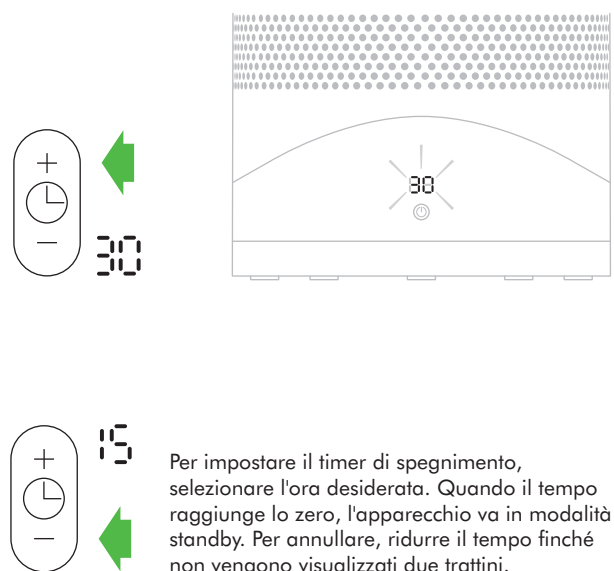 30
30
15
Per impostare il timer di spegnimento,
selezionare l'ora desiderata. Quando il tempo
raggiunge lo zero, l'apparecchio va in modalità
standby. Per annullare, ridurre il tempo finché
non vengono visualizzati due trattini.